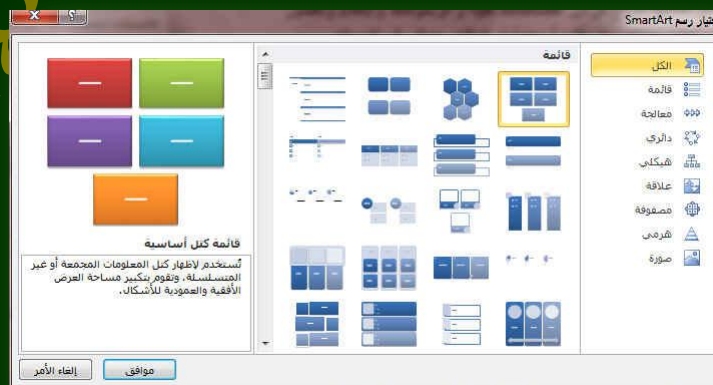 اختيار رسم SmartArt
الكل
قائمة
معالجة
دائري
هيكلي
علاقة
مصفوفة
هرمي
صورة
قائمة
قائمة كتل أساسية
تُستخدم لإظهار كتل المعلومات المجمعة أو غير
المتسلسلة. وتقوم بتكبير مساحة العرض
الأفقية والعمودية للأشكال.
موافق
إلغاء الأمر